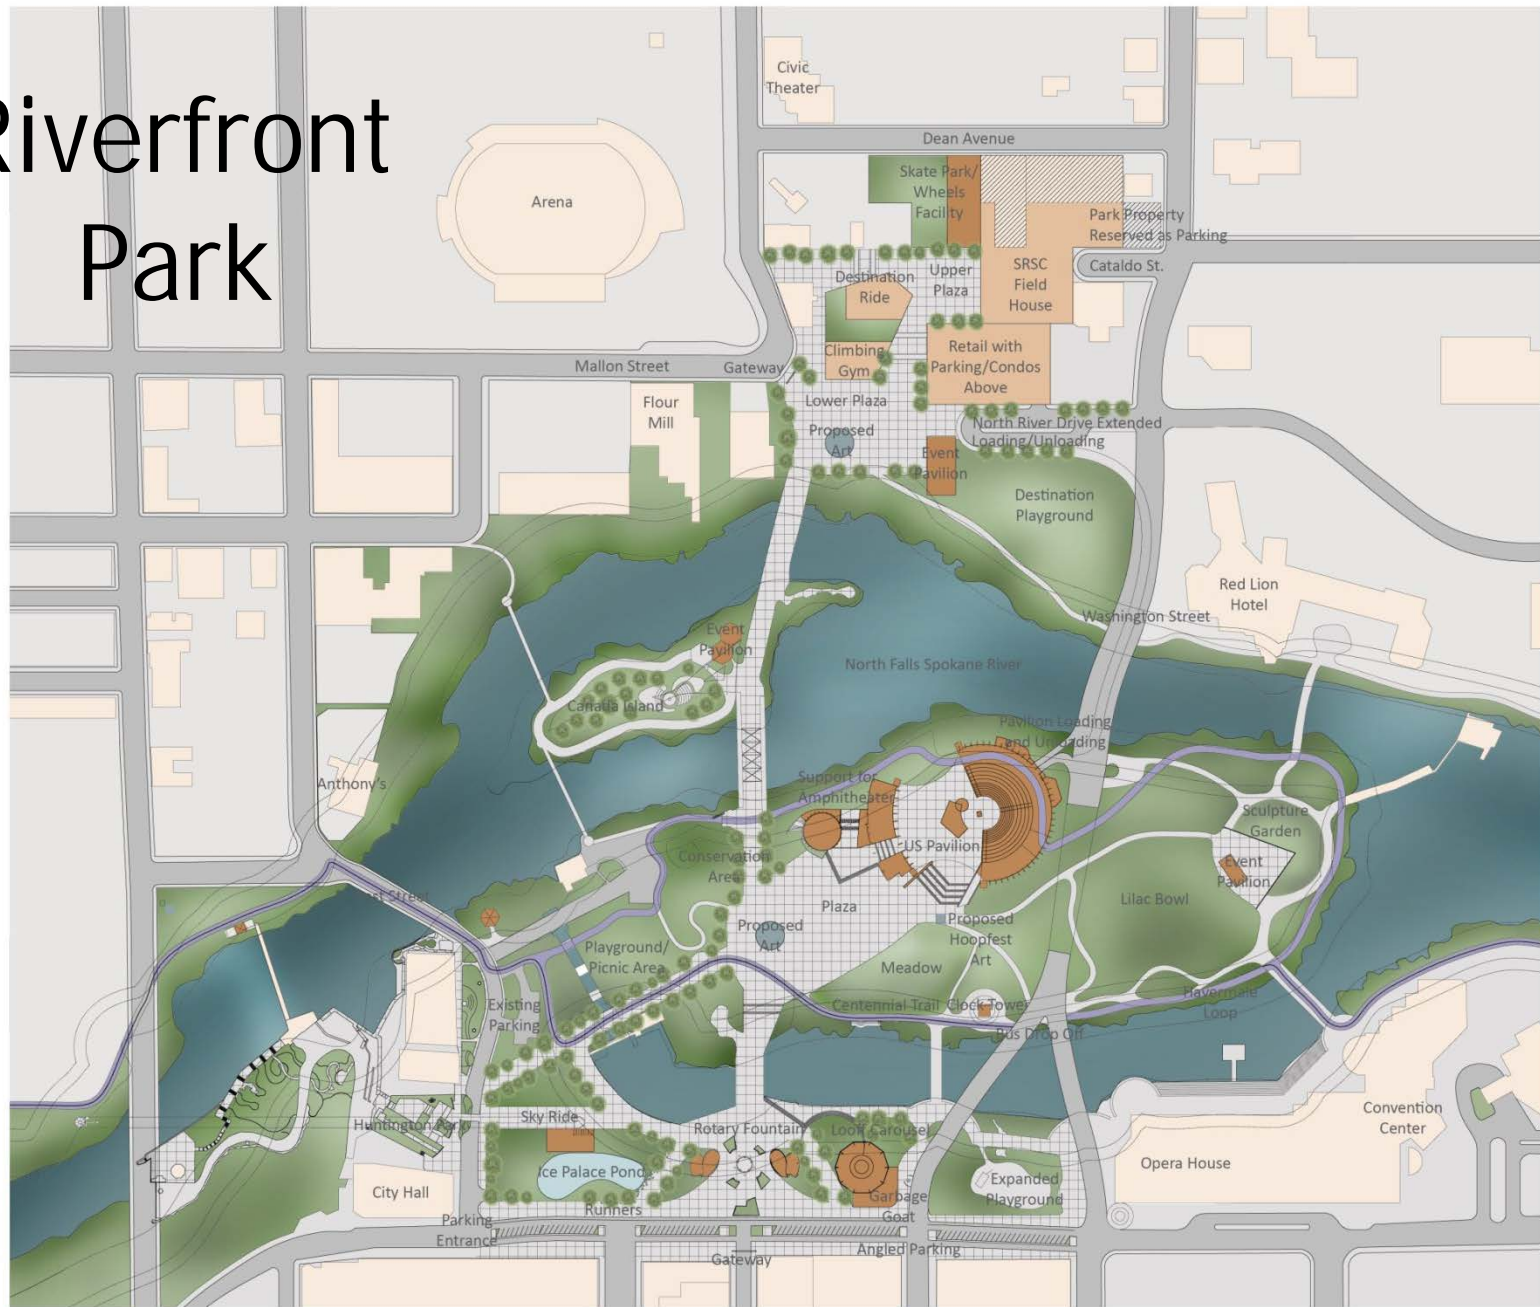 Riverfront
Park
Civic
Theater
Dean Avenue
Arena
Skate Park/
Wheels
Facility
Park Property
Reserved as Parking
Destination
Ride
Upper
Plaza
SRSC
Field
House
Cataldo St.
Mallon Street
Gateway
Climbing
Gym
Retail with
Parking/Condos
Above
Flour
Mill
Lower Plaza
Proposed
Art
North River Drive Extended
Loading/Unloading
Event
Pavilion
Destination
Playground
Red Lion
Hotel
Washington Street
Event
Pavilion
North Falls Spokane River
Canada Island
Pavilion Loading
and Unloading
Anthony's
Support for
Amphitheater
Sculpture
Garden
US Pavilion
Conservation
Area
Event
Pavilion
Plaza
Lilac Bowl
Proposed
Art
Proposed
Hoopfest
Art
Playground/
Picnic Area
Meadow
Existing
Parking
Centennial Trail
Clock Tower
Havermale
Loop
Bus Drop Off
Huntington Park
Sky Ride
Rotary Fountain
Looff Carousel
Convention
Center
Ice Palace Pond
Opera House
City Hall
Expanded
Playground
Runners
Garbage
Goat
Parking
Entrance
Gateway
Angled Parking